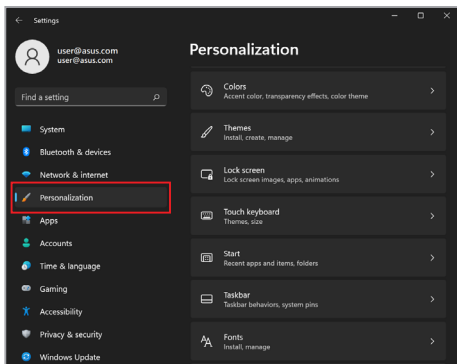 Settings
user@asus.com
user@asus.com
Find a setting
System
Bluetooth & devices
Network & internet
Personalization
Apps
Accounts
Time & language
Gaming
Accessibility
Privacy & security
Windows Update
Personalization
Colors
Accent color, transparency effects, color theme
Themes
Install, create, manage
Lock screen
Lock screen images, apps, animations
Touch keyboard
Themes, size
Start
Recent apps and items, folders
Taskbar
Taskbar behaviors, system pins
Fonts
Install, manage